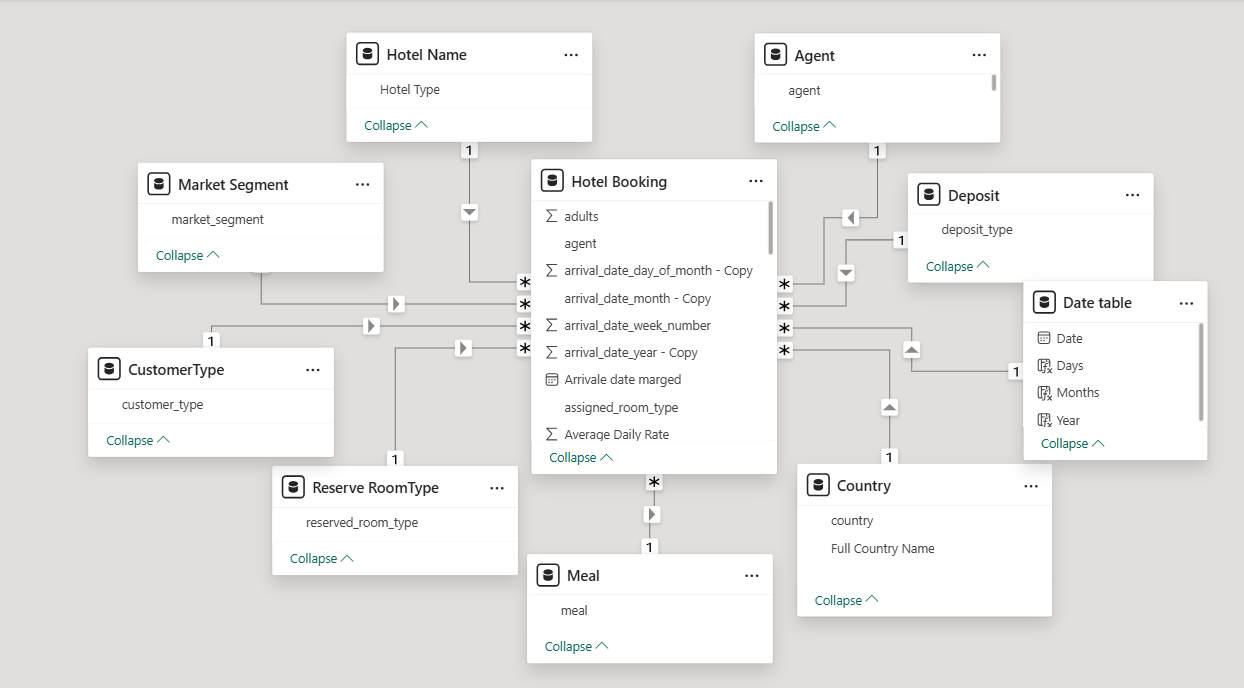 Hotel Name
Hotel Type
Collapse
Agent
agent
Collapse
1
1
Market Segment
market_segment
Collapse
Hotel Booking
adults
agent
arrival_date_day_of_month - Copy
arrival_date_month - Copy
arrival_date_week_number
arrival_date_year - Copy
Arrivale date marged
assigned_room_type
Average Daily Rate
Collapse
Deposit
deposit_type
Collapse
1
*
*
*
*
*
*
*
*
Date table
Date
Days
Months
Year
Collapse
1
1
CustomerType
customer_type
Collapse
1
Reserve RoomType
reserved_room_type
Collapse
*
1
Meal
meal
Collapse
1
Country
country
Full Country Name
Collapse